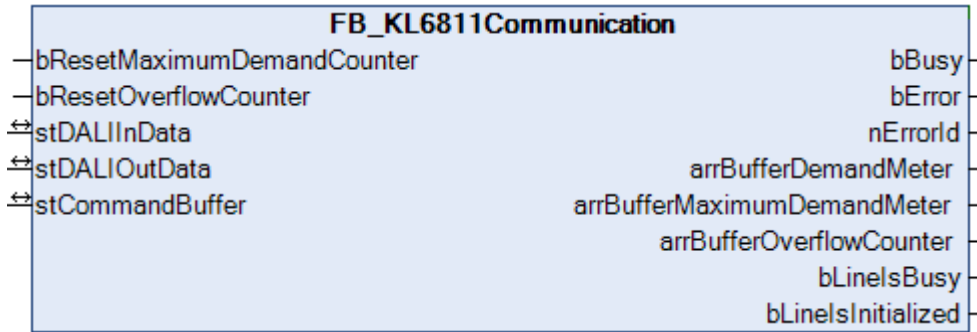 FB_KL6811Communication
bResetMaximumDemandCounter bBusy
bResetOverflowCounter bError
stDALIInData nErrorId
stDALIOutData arrBufferDemandMeter
stCommandBuffer arrBufferMaximumDemandMeter
arrBufferOverflowCounter
bLineIsBusy
bLineIsInitialized